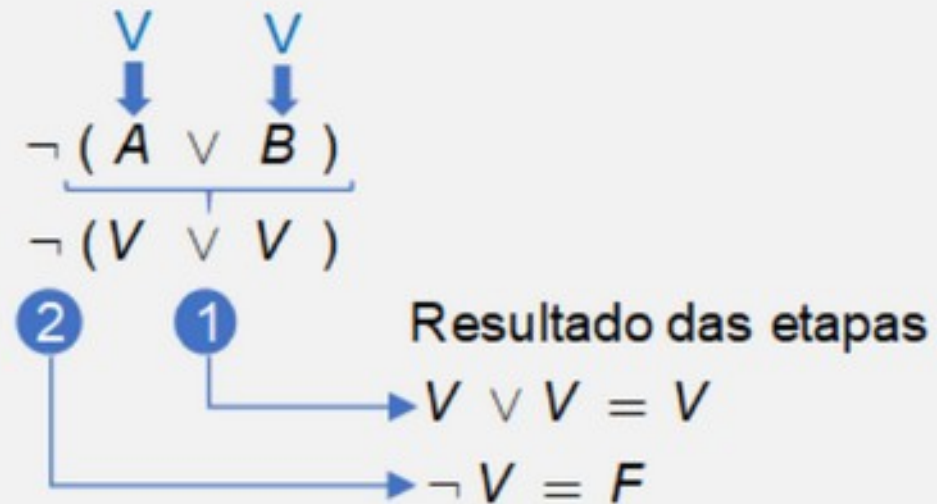 V V
¬ ( A ∨ B )
¬ ( V ∨ V )
2 1 Resultado das etapas
V ∨ V = V
¬ V = F